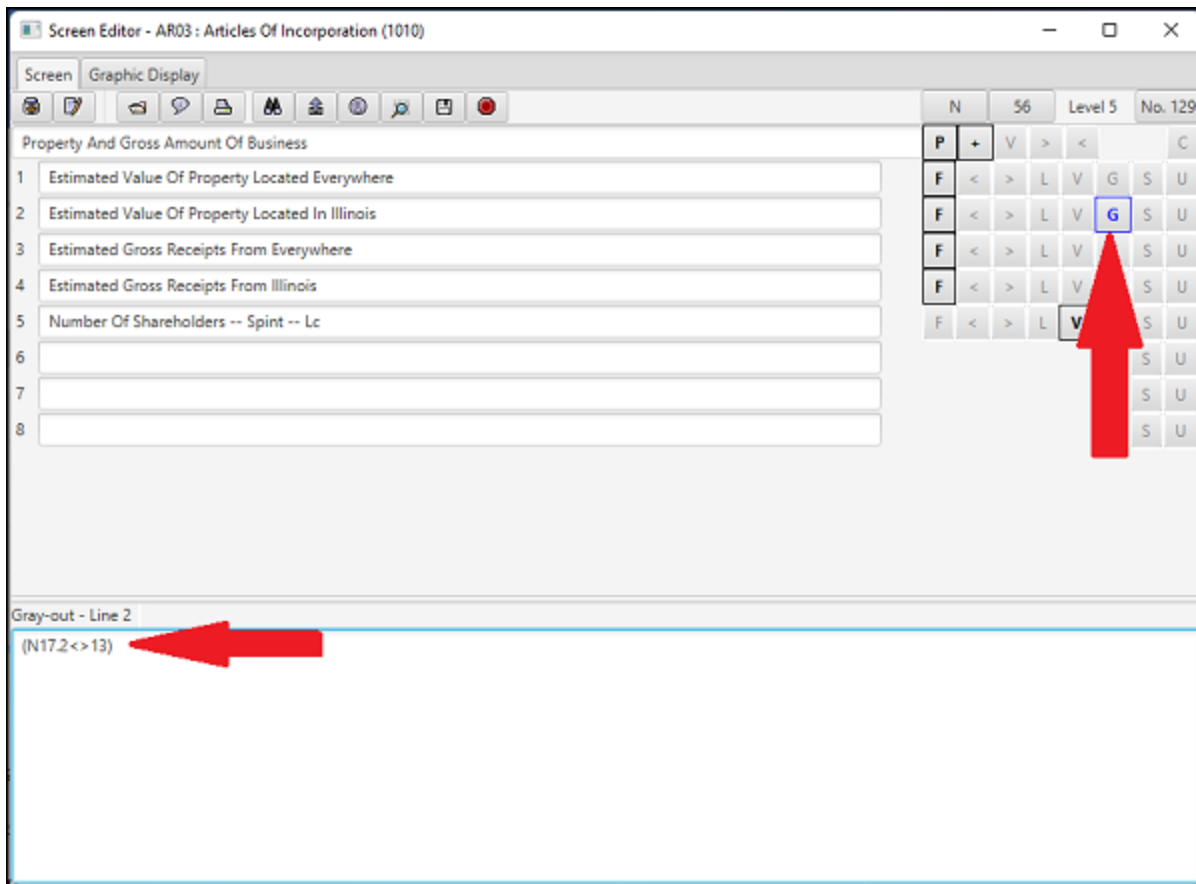 Screen Editor - AR03 : Articles Of Incorporation (1010)
Screen Graphic Display
N 56 Level 5 No. 129
Property And Gross Amount Of Business P + V > < C
1 Estimated Value Of Property Located Everywhere F < > L V G S U
2 Estimated Value Of Property Located In Illinois F < > L V G S U
3 Estimated Gross Receipts From Everywhere F < > L V S U
4 Estimated Gross Receipts From Illinois F < > L V S U
5 Number Of Shareholders -- Spint -- Lc F < > L V S U
6 S U
7 S U
8 S U
Gray-out - Line 2
(N17.2<>13)